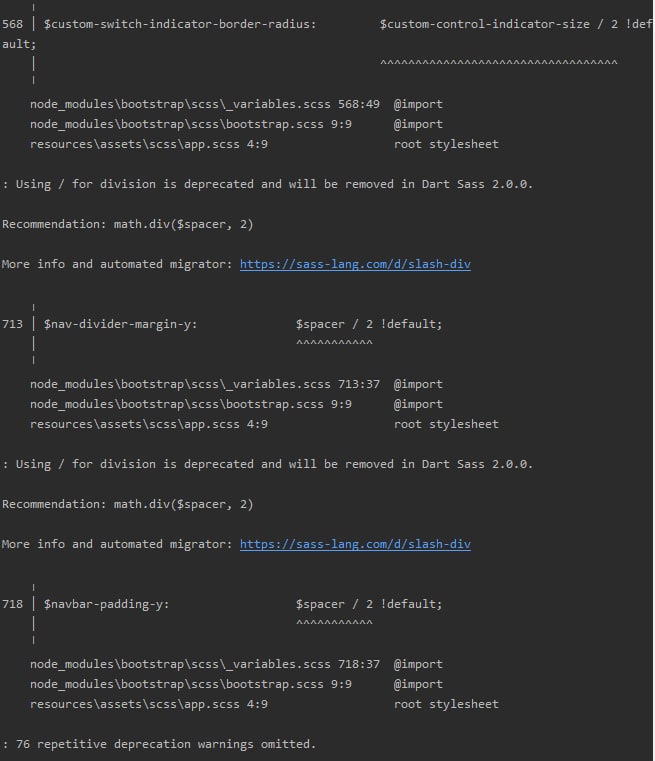 568 │ $custom-switch-indicator-border-radius:         $custom-control-indicator-size / 2 !def
ault;
    │                                                 ^^^^^^^^^^^^^^^^^^^^^^^^^^^^^^^^^^
    ╵
    node_modules\bootstrap\scss\_variables.scss 568:49  @import
    node_modules\bootstrap\scss\bootstrap.scss 9:9      @import
    resources\assets\scss\app.scss 4:9                  root stylesheet
: Using / for division is deprecated and will be removed in Dart Sass 2.0.0.
Recommendation: math.div($spacer, 2)
More info and automated migrator: https://sass-lang.com/d/slash-div
    ╷
713 │ $nav-divider-margin-y:              $spacer / 2 !default;
    │                                     ^^^^^^^^^^^
    ╵
    node_modules\bootstrap\scss\_variables.scss 713:37  @import
    node_modules\bootstrap\scss\bootstrap.scss 9:9      @import
    resources\assets\scss\app.scss 4:9                  root stylesheet
: Using / for division is deprecated and will be removed in Dart Sass 2.0.0.
Recommendation: math.div($spacer, 2)
More info and automated migrator: https://sass-lang.com/d/slash-div
    ╷
718 │ $navbar-padding-y:                  $spacer / 2 !default;
    │                                     ^^^^^^^^^^^
    ╵
    node_modules\bootstrap\scss\_variables.scss 718:37  @import
    node_modules\bootstrap\scss\bootstrap.scss 9:9      @import
    resources\assets\scss\app.scss 4:9                  root stylesheet
: 76 repetitive deprecation warnings omitted.